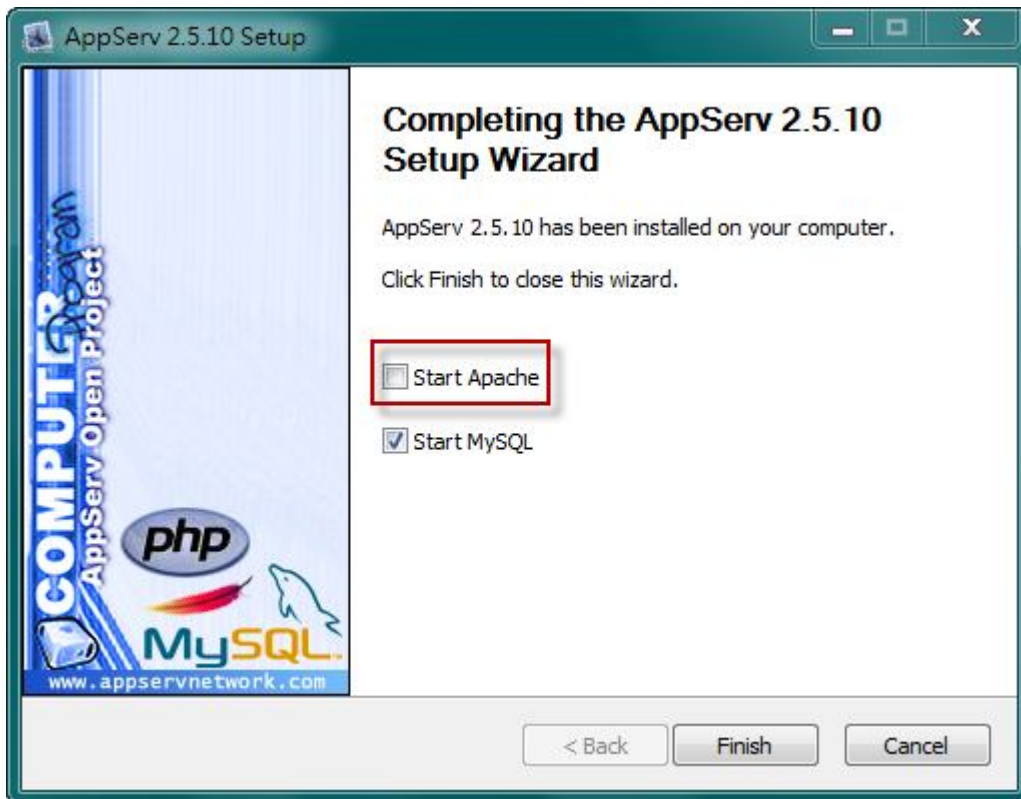 AppServ 2.5.10 Setup
Completing the AppServ 2.5.10
Setup Wizard
AppServ 2.5.10 has been installed on your computer.
Click Finish to close this wizard.
Start Apache
Start MySQL
COMPUTER
Program
AppServ Open Project
php
MySQL
www.appservnetwork.com
< Back
Finish
Cancel